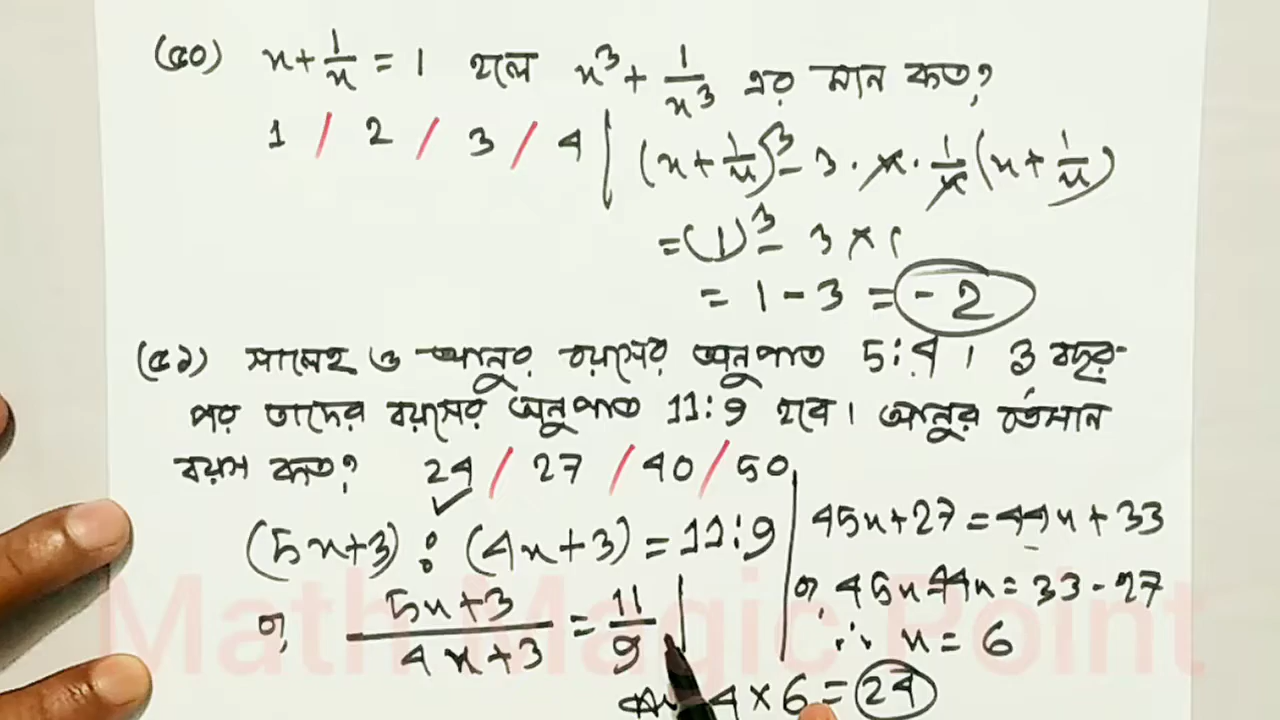 (৫০) x + 1/x = 1 হলে x³ + 1/x³ এর মান কত?
1 / 2 / 3 / 4
(x + 1/x)³ - 3 · x · 1/x (x + 1/x)
= (1)³ - 3 × 1
= 1 - 3 = -2
(৫১) সালেহ ও আনুর বয়সের অনুপাত 5:4 । 3 বছর
পর তাদের বয়সের অনুপাত 11:9 হবে। আনুর বর্তমান
বয়স কত? 24 / 27 / 40 / 50
(5x+3) : (4x+3) = 11:9
বা, 5x+3 / 4x+3 = 11/9
45x+27 = 44x+33
বা, 45x-44x = 33-27
∴ x = 6
4 × 6 = 24
Math Magic Point